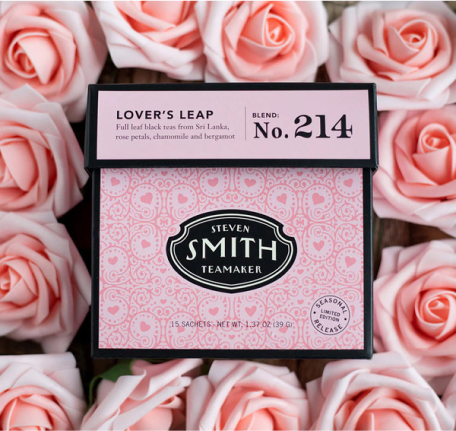 LOVER'S LEAP
Full leaf black teas from Sri Lanka,
rose petals, chamomile and bergamot
BLEND:
No. 214
STEVEN
SMITH
TEAMAKER
15 SACHETS - NET WT. 1.37 OZ (39 G)
SEASONAL
LIMITED
EDITION
RELEASE